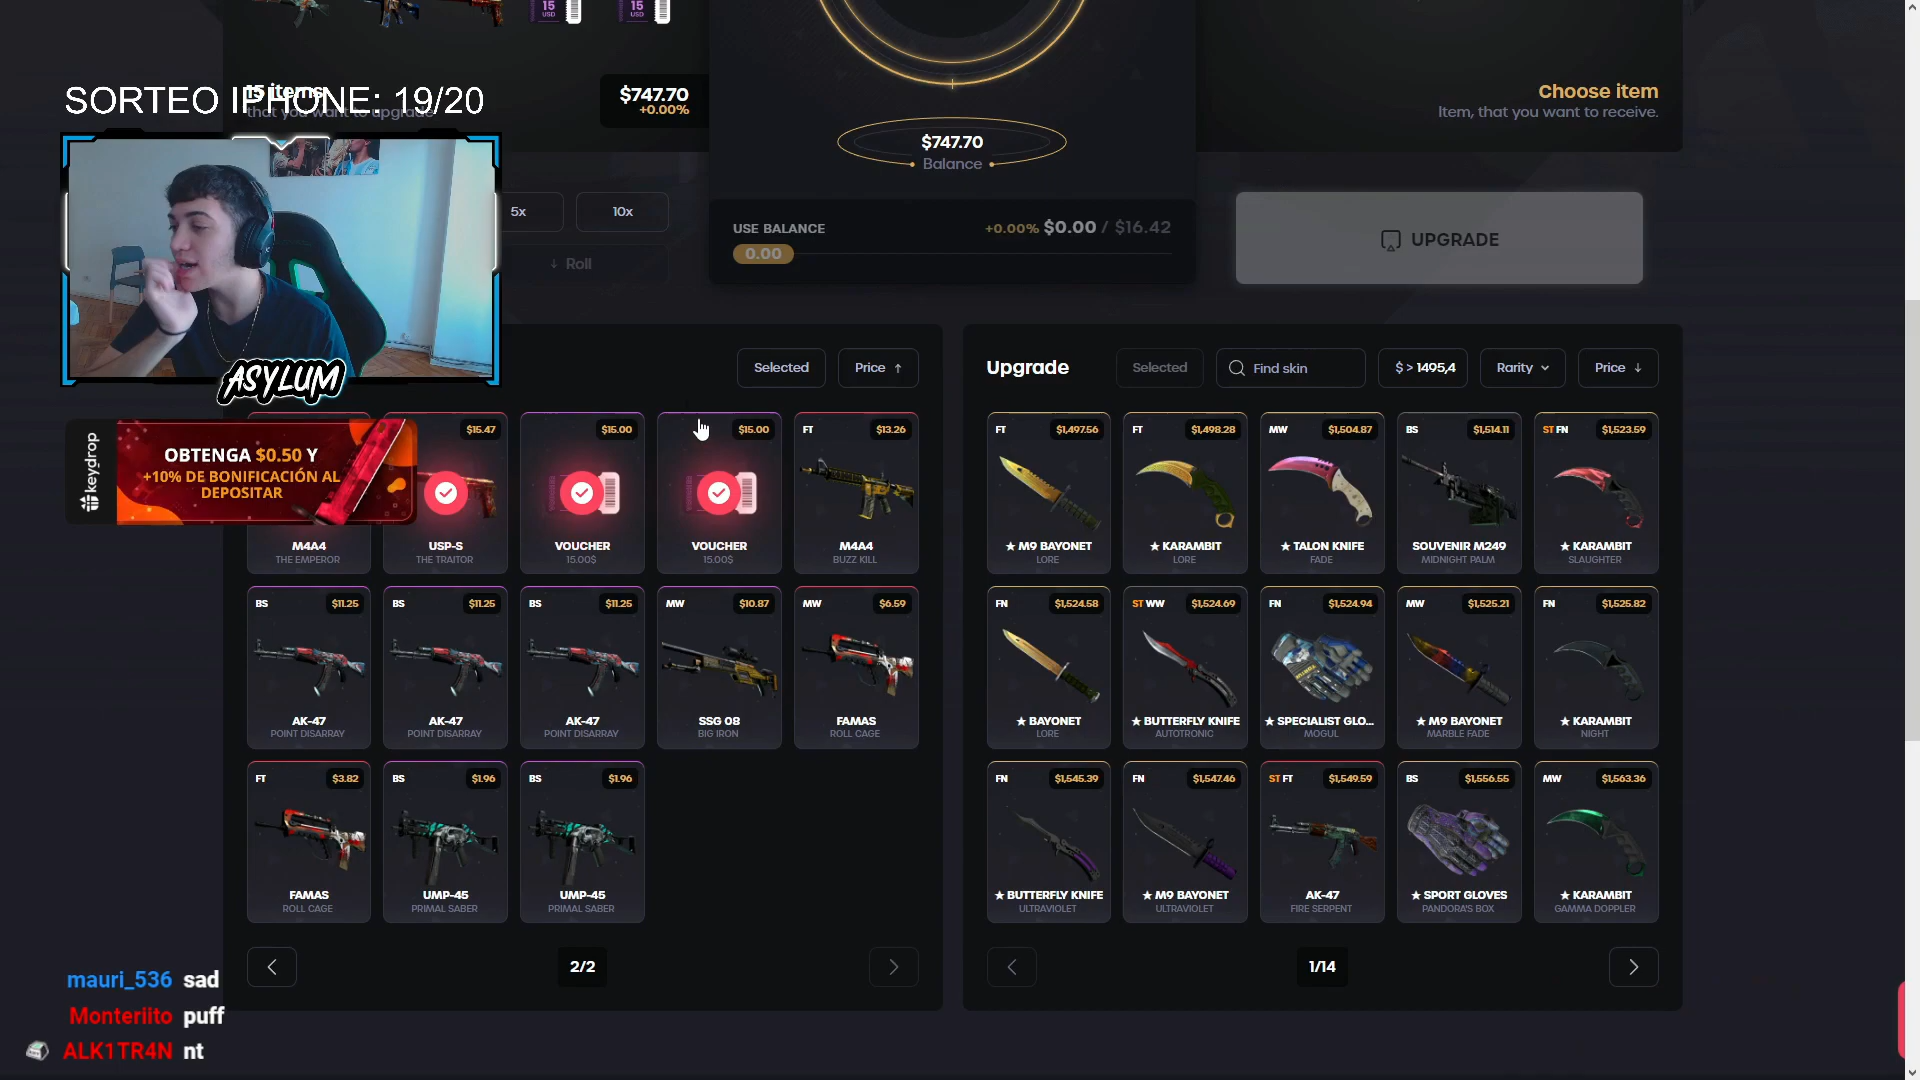 15 USD
15 USD
15 items
that you want to upgrade
SORTEO IPHONE: 19/20
$747.70
+0.00%
$747.70
Balance
Choose item
Item, that you want to receive.
5x
10x
Roll
USE BALANCE
+0.00% $0.00 / $16.42
0.00
UPGRADE
ASYLUM
keydrop
OBTENGA $0.50 Y
+10% DE BONIFICACIÓN AL
DEPOSITAR
Selected
Price
$15.47
$15.00
$15.00
FT $13.26
M4A4
THE EMPEROR
USP-S
THE TRAITOR
VOUCHER
15.00$
VOUCHER
15.00$
M4A4
BUZZ KILL
BS $11.25
BS $11.25
BS $11.25
MW $10.87
MW $6.59
AK-47
POINT DISARRAY
AK-47
POINT DISARRAY
AK-47
POINT DISARRAY
SSG 08
BIG IRON
FAMAS
ROLL CAGE
FT $3.82
BS $1.96
BS $1.96
FAMAS
ROLL CAGE
UMP-45
PRIMAL SABER
UMP-45
PRIMAL SABER
2/2
Upgrade
Selected
Find skin
$ > 1495,4
Rarity
Price
FT $1,497.56
FT $1,498.28
MW $1,504.87
BS $1,514.11
ST FN $1,523.59
★ M9 BAYONET
LORE
★ KARAMBIT
LORE
★ TALON KNIFE
FADE
SOUVENIR M249
MIDNIGHT PALM
★ KARAMBIT
SLAUGHTER
FN $1,524.58
ST WW $1,524.69
FN $1,524.94
MW $1,525.21
FN $1,525.82
★ BAYONET
LORE
★ BUTTERFLY KNIFE
AUTOTRONIC
★ SPECIALIST GLO...
MOGUL
★ M9 BAYONET
MARBLE FADE
★ KARAMBIT
NIGHT
FN $1,545.39
FN $1,547.46
ST FT $1,549.59
BS $1,556.55
MW $1,563.36
★ BUTTERFLY KNIFE
ULTRAVIOLET
★ M9 BAYONET
ULTRAVIOLET
AK-47
FIRE SERPENT
★ SPORT GLOVES
PANDORA'S BOX
★ KARAMBIT
GAMMA DOPPLER
1/14
mauri_536 sad
Monteriito puff
ALK1TR4N nt